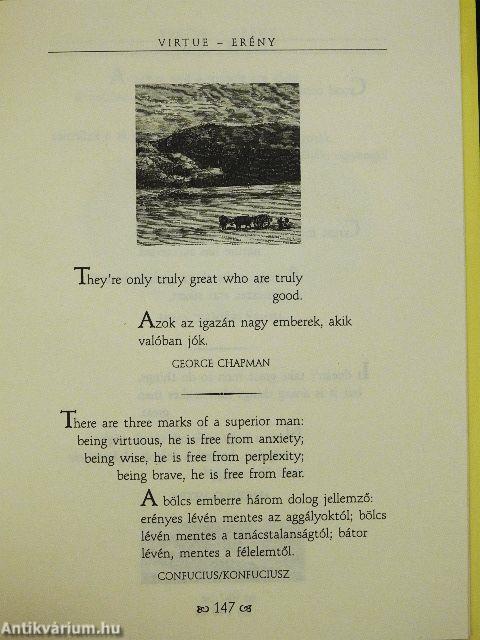 VIRTUE – ERÉNY
They're only truly great who are truly
good.
Azok az igazán nagy emberek, akik
valóban jók.
GEORGE CHAPMAN
There are three marks of a superior man:
being virtuous, he is free from anxiety;
being wise, he is free from perplexity;
being brave, he is free from fear.
A bölcs emberre három dolog jellemző:
erényes lévén mentes az aggályoktól; bölcs
lévén mentes a tanácstalanságtól; bátor
lévén, mentes a félelemtől.
CONFUCIUS/KONFUCIUSZ
147
Antikvárium.hu